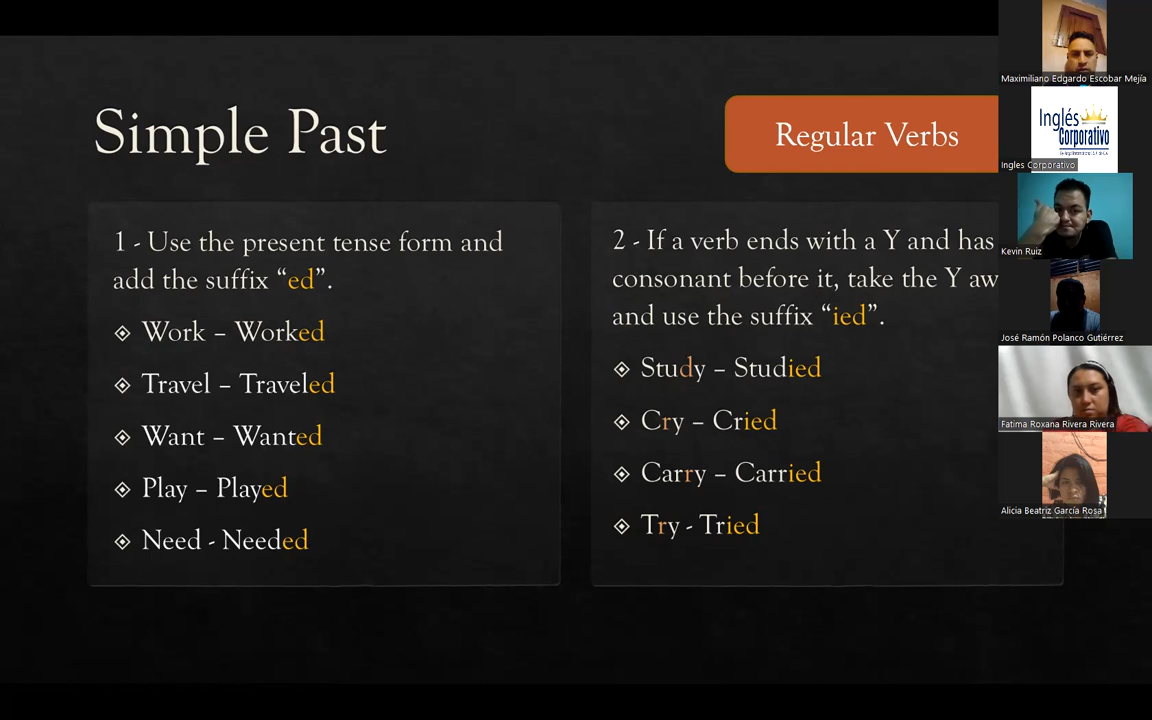 Simple Past
Regular Verbs
1 - Use the present tense form and
add the suffix “ed”.
Work – Worked
Travel – Traveled
Want – Wanted
Play – Played
Need - Needed
2 - If a verb ends with a Y and has
consonant before it, take the Y aw
and use the suffix “ied”.
Study – Studied
Cry – Cried
Carry – Carried
Try - Tried
Maximiliano Edgardo Escobar Mejía
Inglés
Corporativo
Ingles Corporativo
Kevin Ruiz
José Ramón Polanco Gutiérrez
Fatima Roxana Rivera Rivera
Alicia Beatriz García Rosa